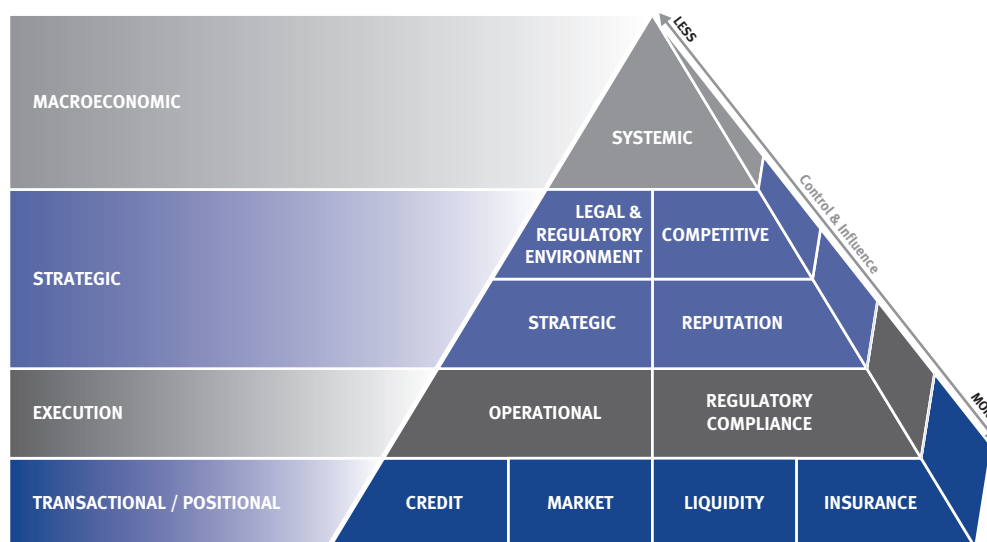 LESS
MACROECONOMIC
SYSTEMIC
Control & Influence
LEGAL &
REGULATORY
ENVIRONMENT
COMPETITIVE
STRATEGIC
STRATEGIC
REPUTATION
EXECUTION
OPERATIONAL
REGULATORY
COMPLIANCE
TRANSACTIONAL / POSITIONAL
CREDIT
MARKET
LIQUIDITY
INSURANCE